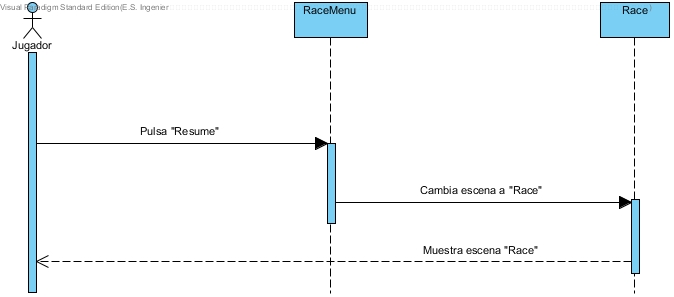 Visual Paradigm Standard Edition(E.S. Ingenier
RaceMenu
Race
Jugador
Pulsa "Resume"
Cambia escena a "Race"
Muestra escena "Race"